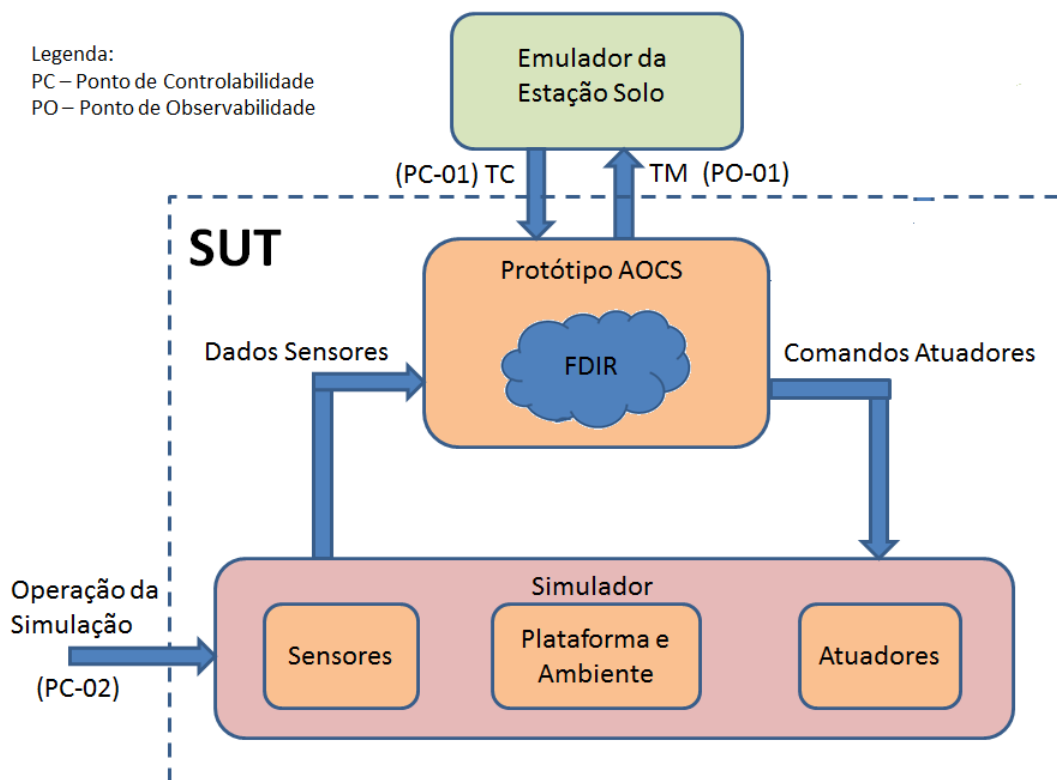 Legenda:
PC – Ponto de Controlabilidade
PO – Ponto de Observabilidade
Emulador da
Estação Solo
(PC-01) TC
TM (PO-01)
SUT
Protótipo AOCS
FDIR
Dados Sensores
Comandos Atuadores
Operação da
Simulação
(PC-02)
Simulador
Sensores
Plataforma e
Ambiente
Atuadores